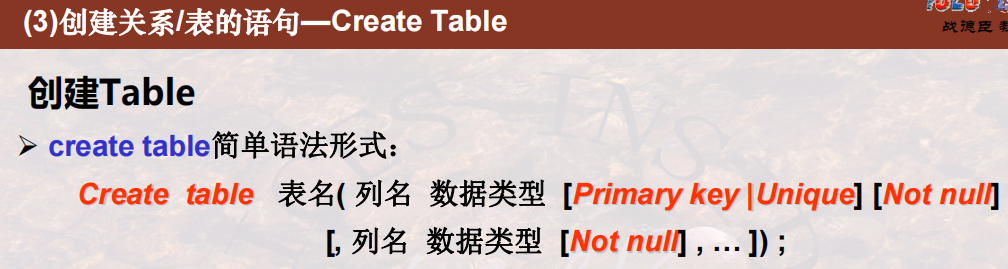 (3)创建关系/表的语句—Create Table
战德臣
创建Table
➢ create table简单语法形式：
Create table 表名( 列名 数据类型 [Primary key |Unique] [Not null]
[, 列名 数据类型 [Not null] , … ]) ;